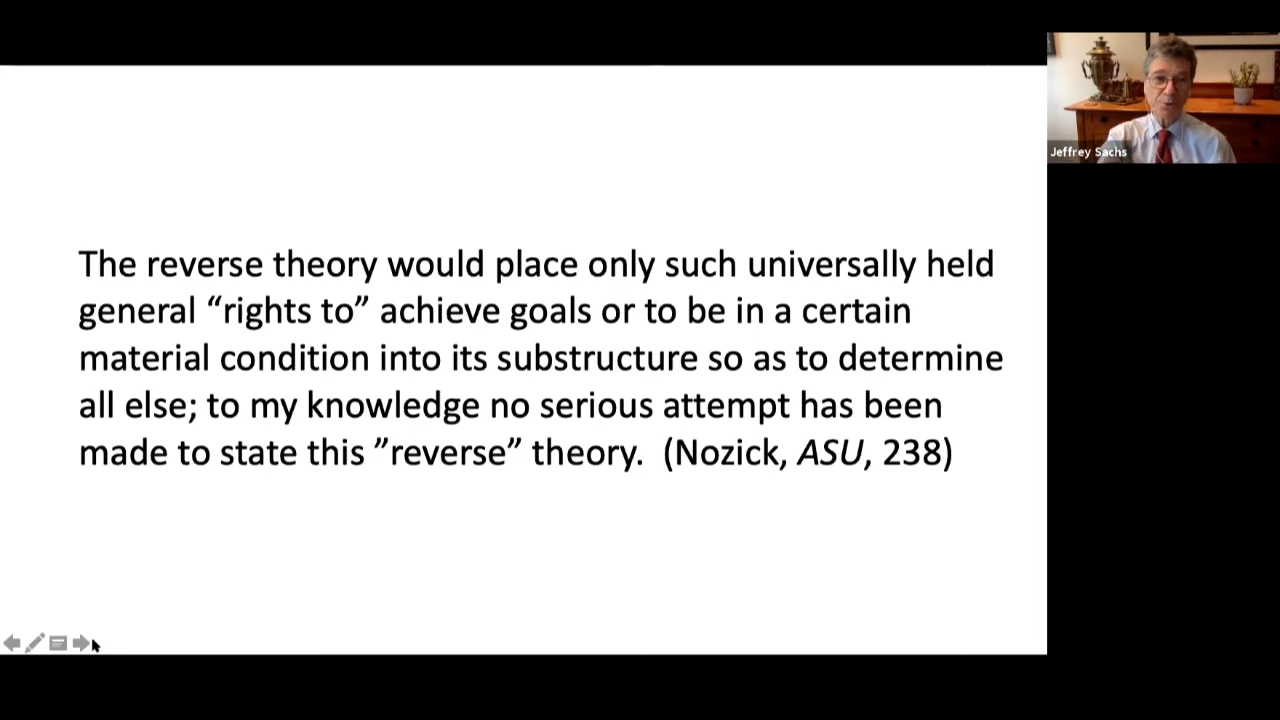 The reverse theory would place only such universally held
general “rights to” achieve goals or to be in a certain
material condition into its substructure so as to determine
all else; to my knowledge no serious attempt has been
made to state this ”reverse” theory.  (Nozick, ASU, 238)
Jeffrey Sachs